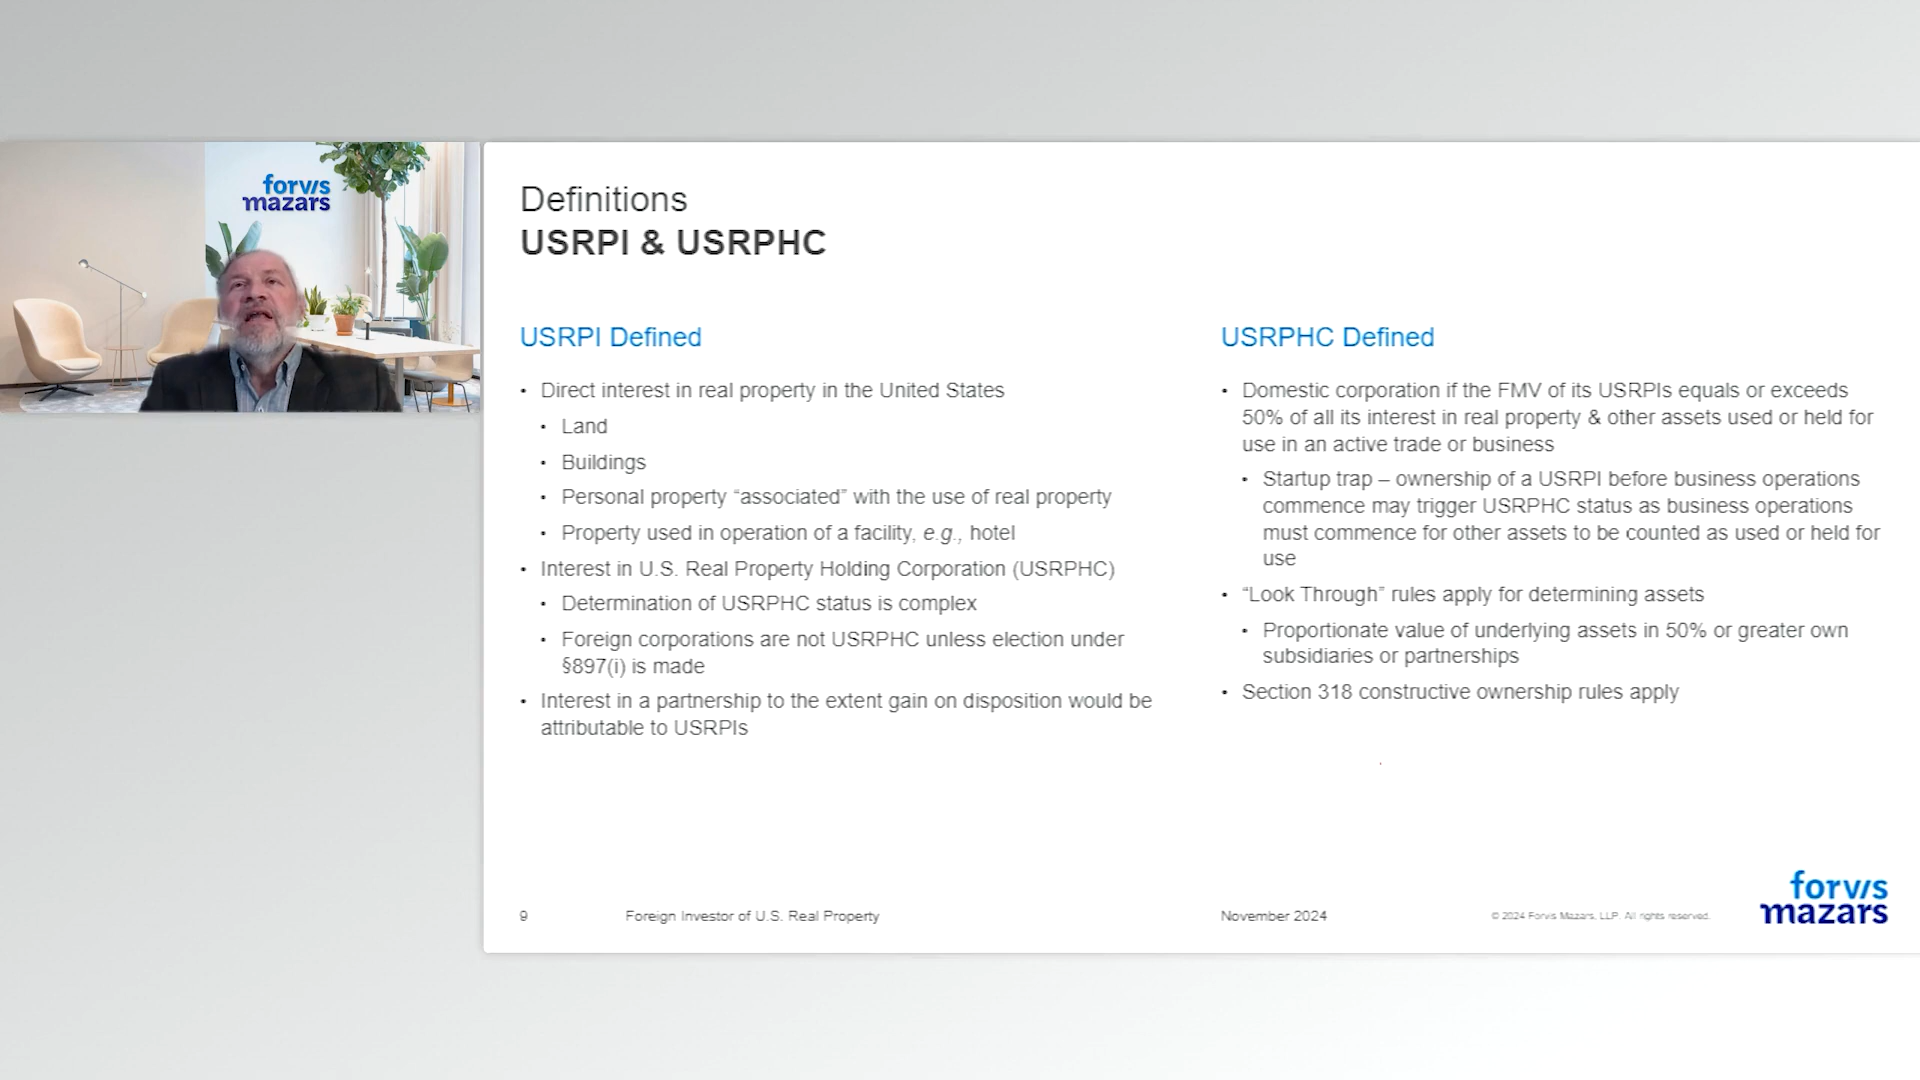 forvis
mazars
Definitions
USRPI & USRPHC
USRPI Defined
• Direct interest in real property in the United States
• Land
• Buildings
• Personal property “associated” with the use of real property
• Property used in operation of a facility, e.g., hotel
• Interest in U.S. Real Property Holding Corporation (USRPHC)
• Determination of USRPHC status is complex
• Foreign corporations are not USRPHC unless election under
§897(i) is made
• Interest in a partnership to the extent gain on disposition would be
attributable to USRPIs
USRPHC Defined
• Domestic corporation if the FMV of its USRPIs equals or exceeds
50% of all its interest in real property & other assets used or held for
use in an active trade or business
• Startup trap – ownership of a USRPI before business operations
commence may trigger USRPHC status as business operations
must commence for other assets to be counted as used or held for
use
• “Look Through” rules apply for determining assets
• Proportionate value of underlying assets in 50% or greater own
subsidiaries or partnerships
• Section 318 constructive ownership rules apply
9
Foreign Investor of U.S. Real Property
November 2024
© 2024 Forvis Mazars, LLP. All rights reserved.
forvis
mazars